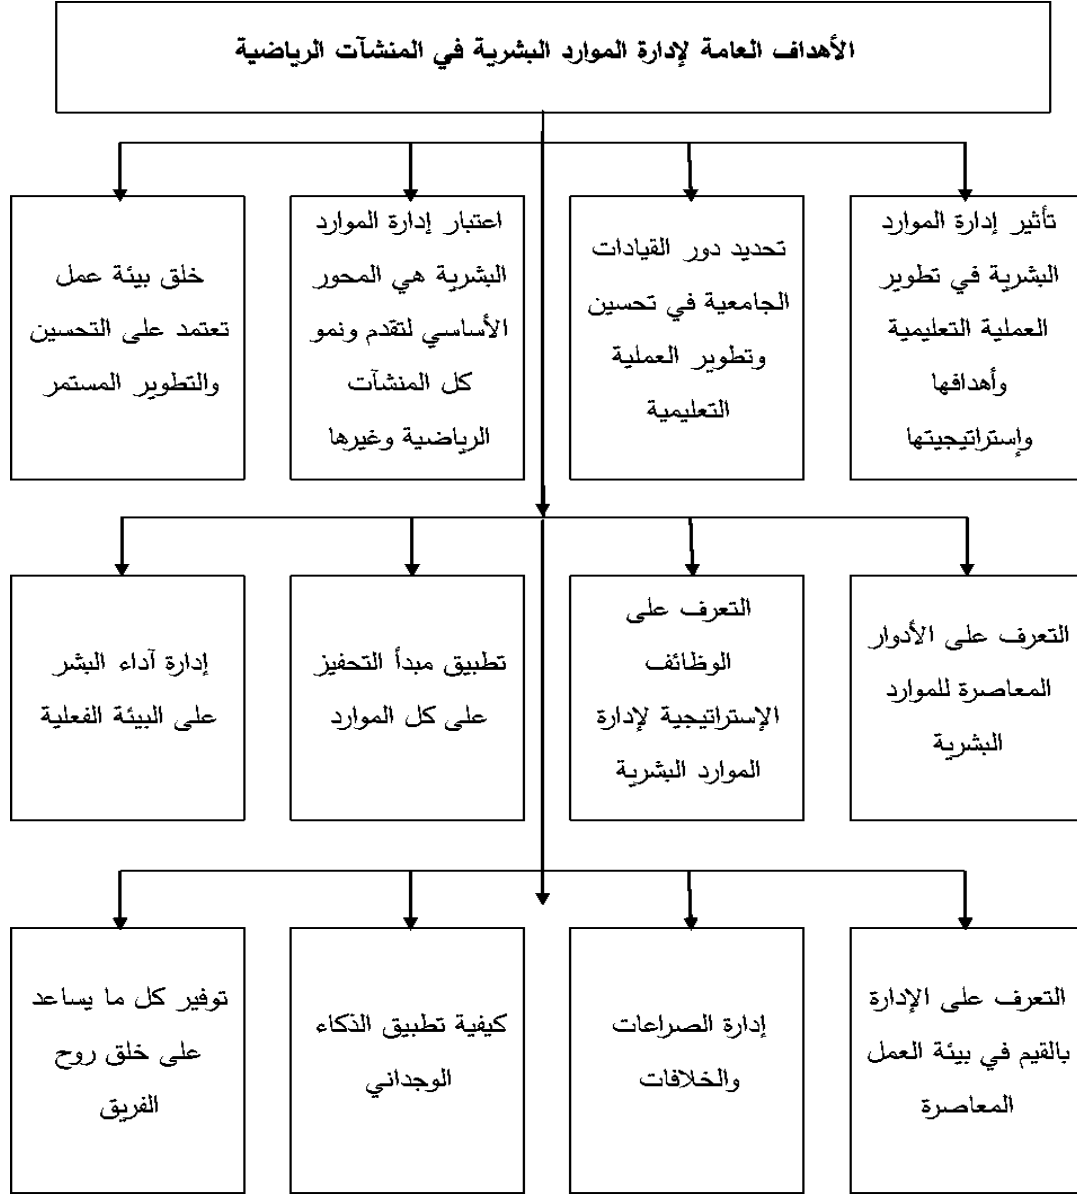 الأهداف العامة لإدارة الموارد البشرية في المنشآت الرياضية
تأثير إدارة الموارد
البشرية في تطوير
العملية التعليمية
وأهدافها
وإستراتيجيتها
تحديد دور القيادات
الجامعية في تحسين
وتطوير العملية
التعليمية
اعتبار إدارة الموارد
البشرية هي المحور
الأساسي لتقدم ونمو
كل المنشآت
الرياضية وغيرها
خلق بيئة عمل
تعتمد على التحسين
والتطوير المستمر
التعرف على الأدوار
المعاصرة للموارد
البشرية
التعرف على
الوظائف
الإستراتيجية لإدارة
الموارد البشرية
تطبيق مبدأ التحفيز
على كل الموارد
إدارة آداء البشر
على البيئة الفعلية
التعرف على الإدارة
بالقيم في بيئة العمل
المعاصرة
إدارة الصراعات
والخلافات
كيفية تطبيق الذكاء
الوجداني
توفير كل ما يساعد
على خلق روح
الفريق